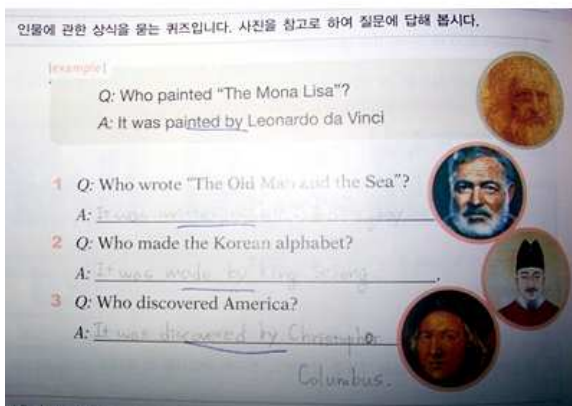 인물에 관한 상식을 묻는 퀴즈입니다. 사진을 참고로 하여 질문에 답해 봅시다.
[example]
Q: Who painted “The Mona Lisa”?
A: It was painted by Leonardo da Vinci
1 Q: Who wrote “The Old Man and the Sea”?
A: It was
2 Q: Who made the Korean alphabet?
A: It was made by King Sejong.
3 Q: Who discovered America?
A: It was discovered by Christopher
Columbus.